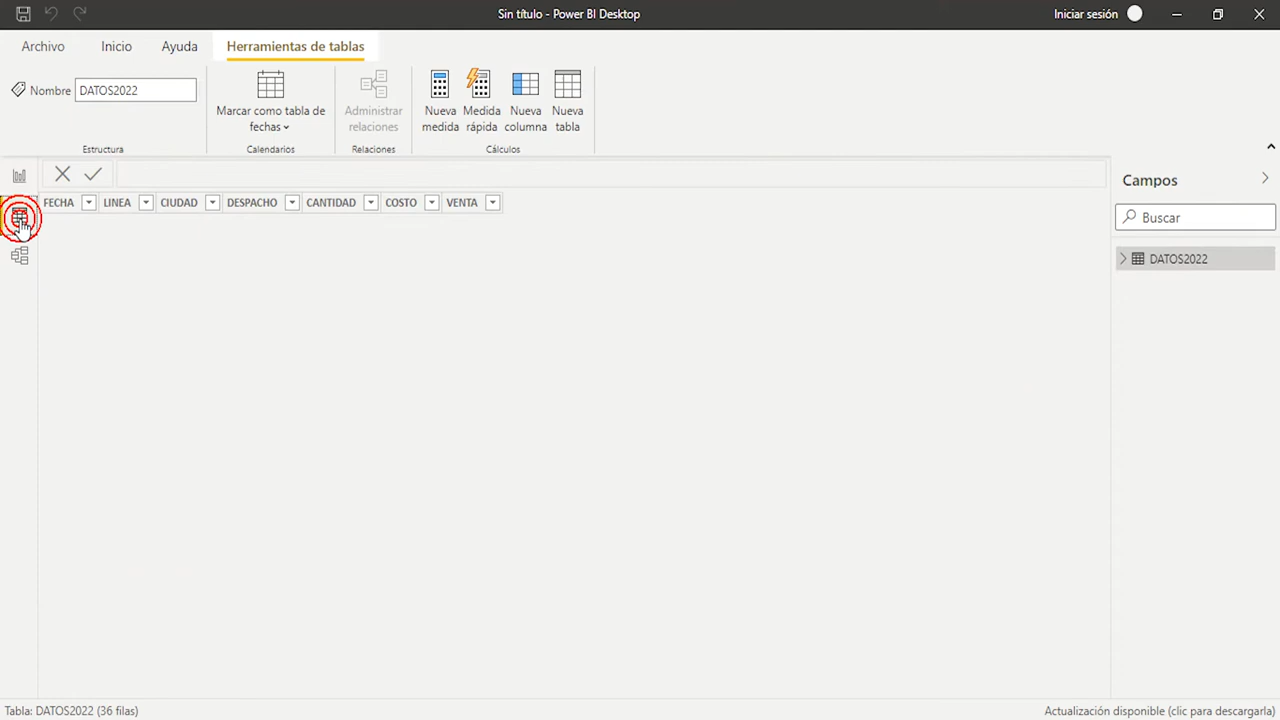 Sin título - Power BI Desktop
Iniciar sesión
Archivo
Inicio
Ayuda
Herramientas de tablas
Nombre
DATOS2022
Marcar como tabla de
fechas
Administrar
relaciones
Nueva
medida
Medida
rápida
Nueva
columna
Nueva
tabla
Estructura
Calendarios
Relaciones
Cálculos
FECHA
LINEA
CIUDAD
DESPACHO
CANTIDAD
COSTO
VENTA
Campos
Buscar
DATOS2022
Tabla: DATOS2022 (36 filas)
Actualización disponible (clic para descargarla)